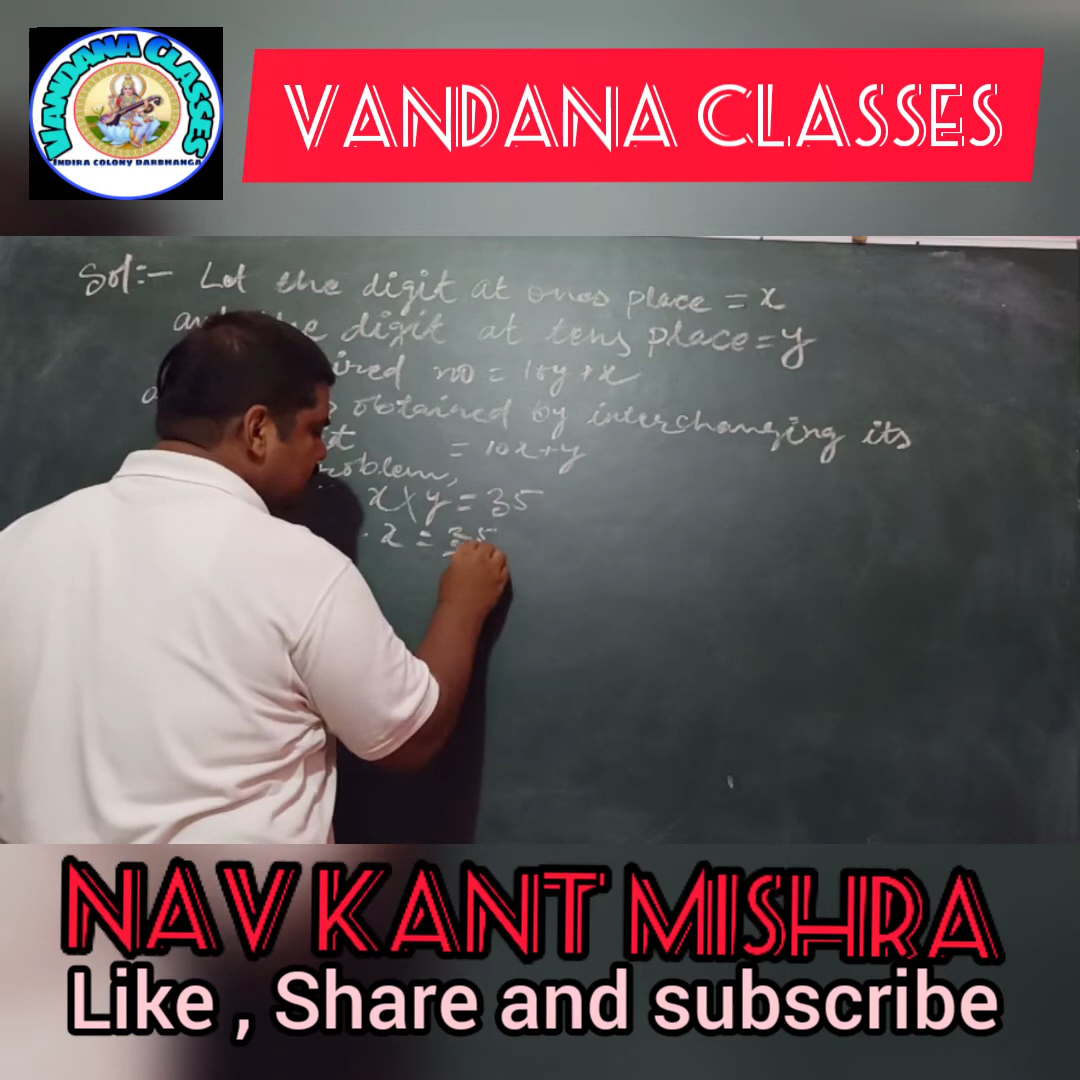 VANDANA CLASSES
INDIRA COLONY DARBHANGA
VANDANA CLASSES
Sol:- Let the digit at ones place = x
digit at tens place = y
no = 10y + x
obtained by interchanging its
= 10x + y
x × y = 35
x = 35
NAV KANT MISHRA
Like , Share and subscribe